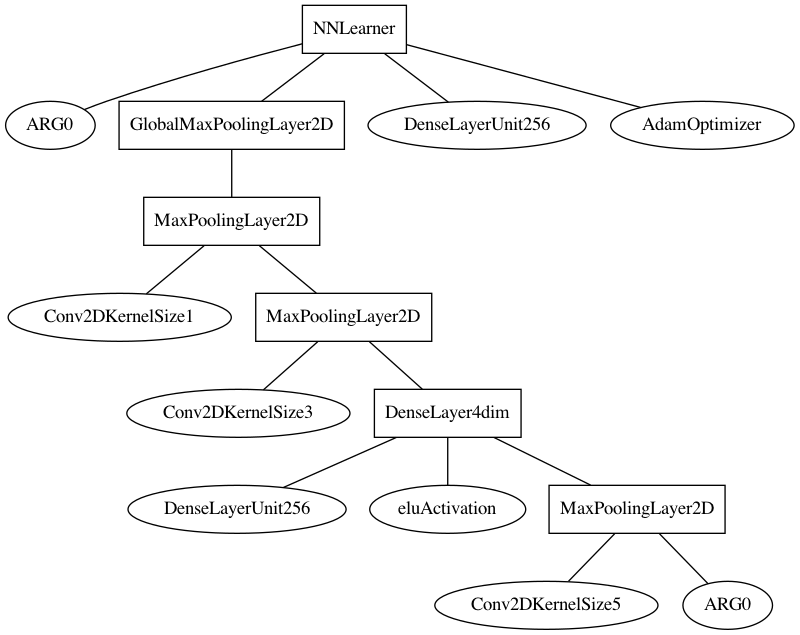 NNLearner
ARG0
GlobalMaxPoolingLayer2D
DenseLayerUnit256
AdamOptimizer
MaxPoolingLayer2D
Conv2DKernelSize1
MaxPoolingLayer2D
Conv2DKernelSize3
DenseLayer4dim
DenseLayerUnit256
eluActivation
MaxPoolingLayer2D
Conv2DKernelSize5
ARG0